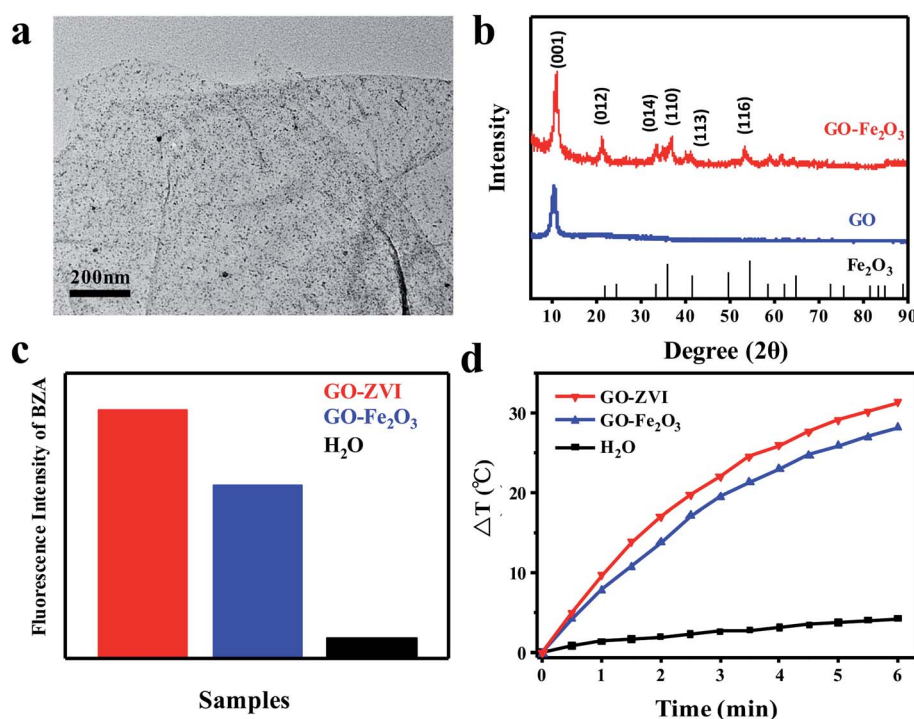 a
200nm
b
Intensity
(001)
(012)
(014)
(110)
(113)
(116)
GO-Fe₂O₃
GO
Fe₂O₃
10 20 30 40 50 60 70 80 90
Degree (2θ)
c
Fluorescence Intensity of BZA
GO-ZVI
GO-Fe₂O₃
H₂O
Samples
d
△T (℃)
30
20
10
0
GO-ZVI
GO-Fe₂O₃
H₂O
0 1 2 3 4 5 6
Time (min)